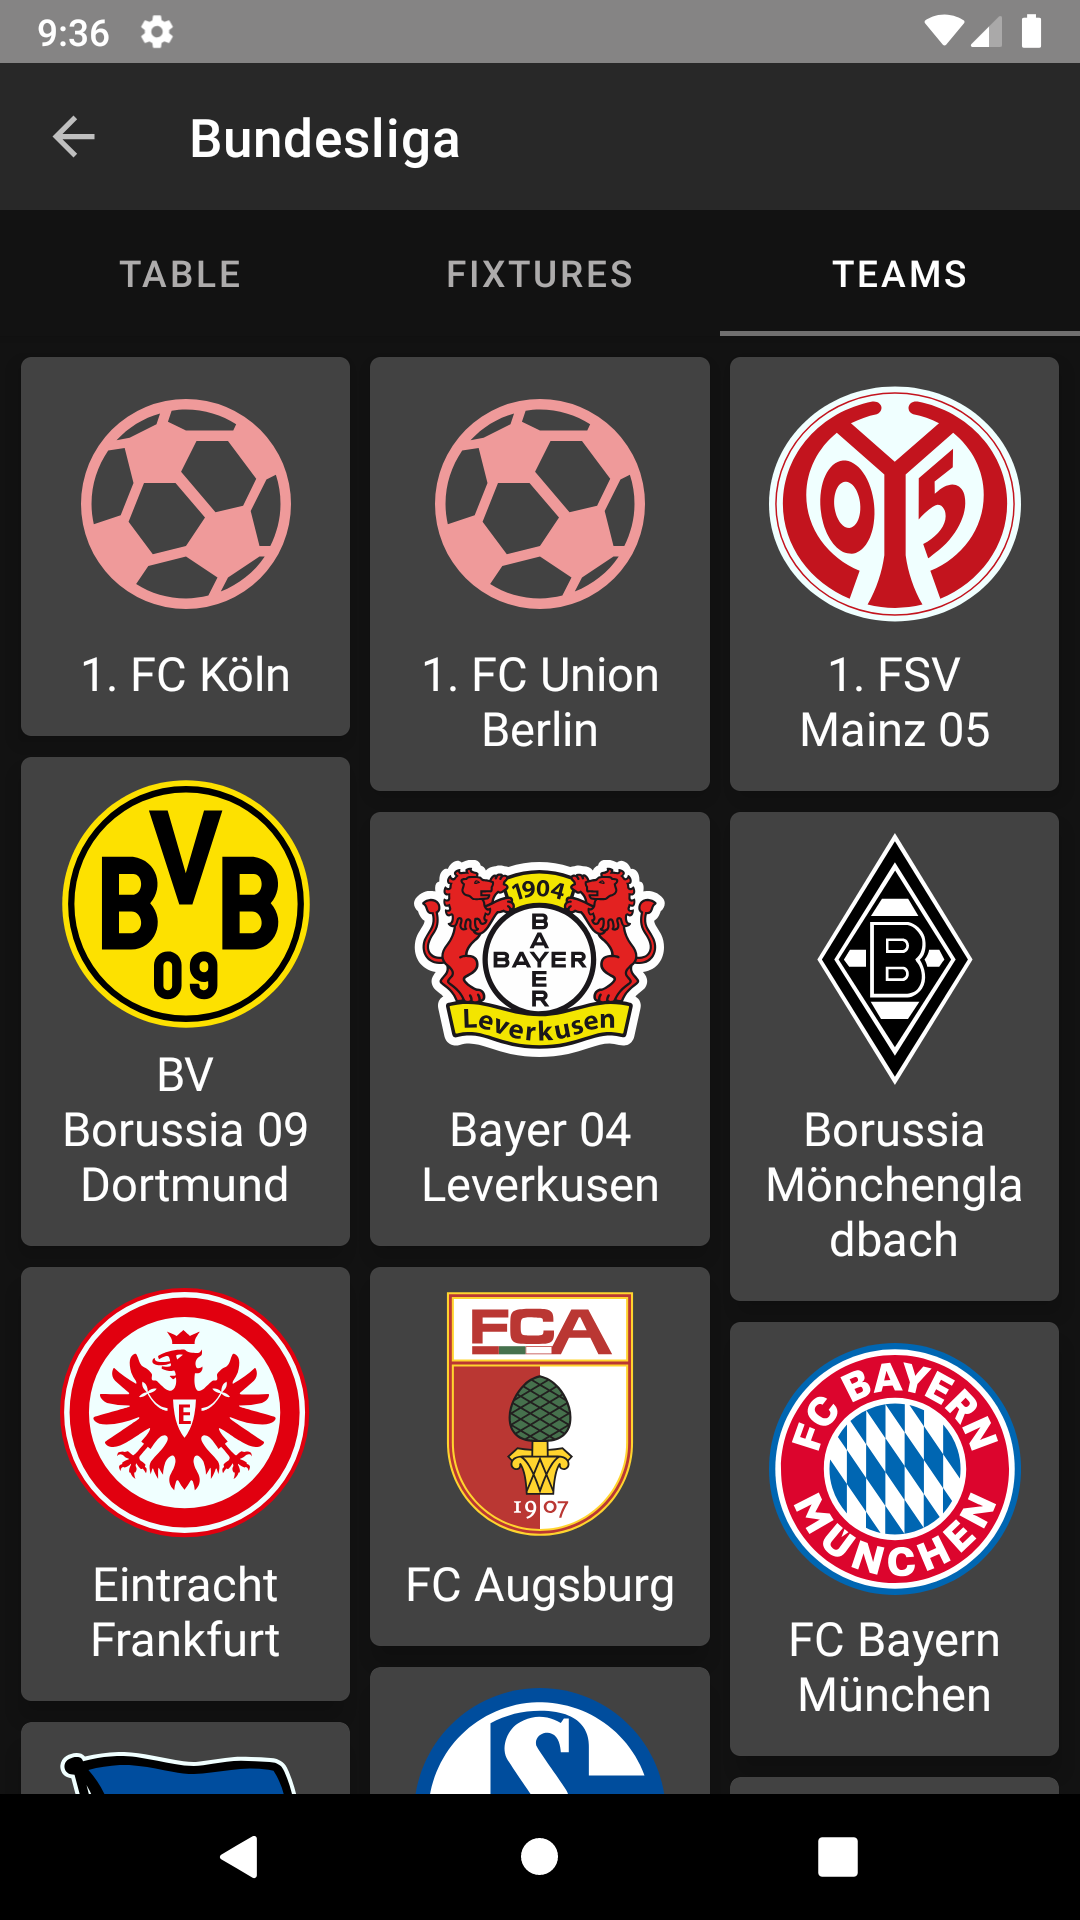 9:36
Bundesliga
TABLE
FIXTURES
TEAMS
1. FC Köln
1. FC Union
Berlin
05
1. FSV
Mainz 05
BVB
09
BV
Borussia 09
Dortmund
1904
BAYER
BAYER
Leverkusen
Bayer 04
Leverkusen
B
Borussia
Mönchengla
dbach
E
Eintracht
Frankfurt
FCA
1907
FC Augsburg
FC BAYERN
MÜNCHEN
FC Bayern
München
S